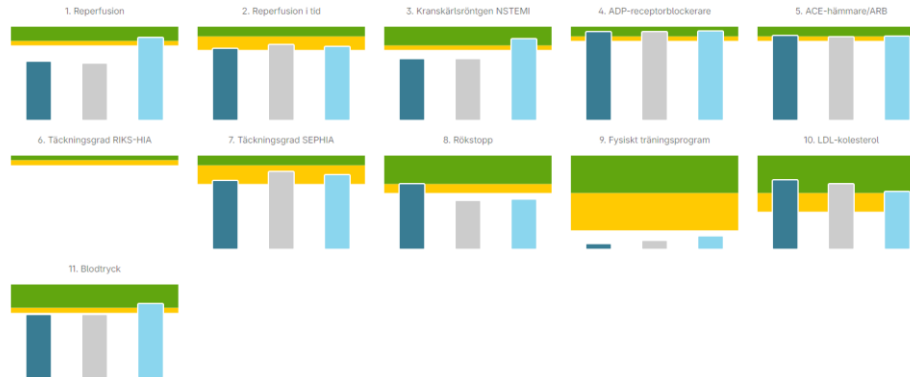 1. Reperfusion
2. Reperfusion i tid
3. Kranskärlsröntgen NSTEMI
4. ADP-receptorblockerare
5. ACE-hämmare/ARB
6. Täckningsgrad RIKS-HIA
7. Täckningsgrad SEPHIA
8. Rökstopp
9. Fysiskt träningsprogram
10. LDL-kolesterol
11. Blodtryck